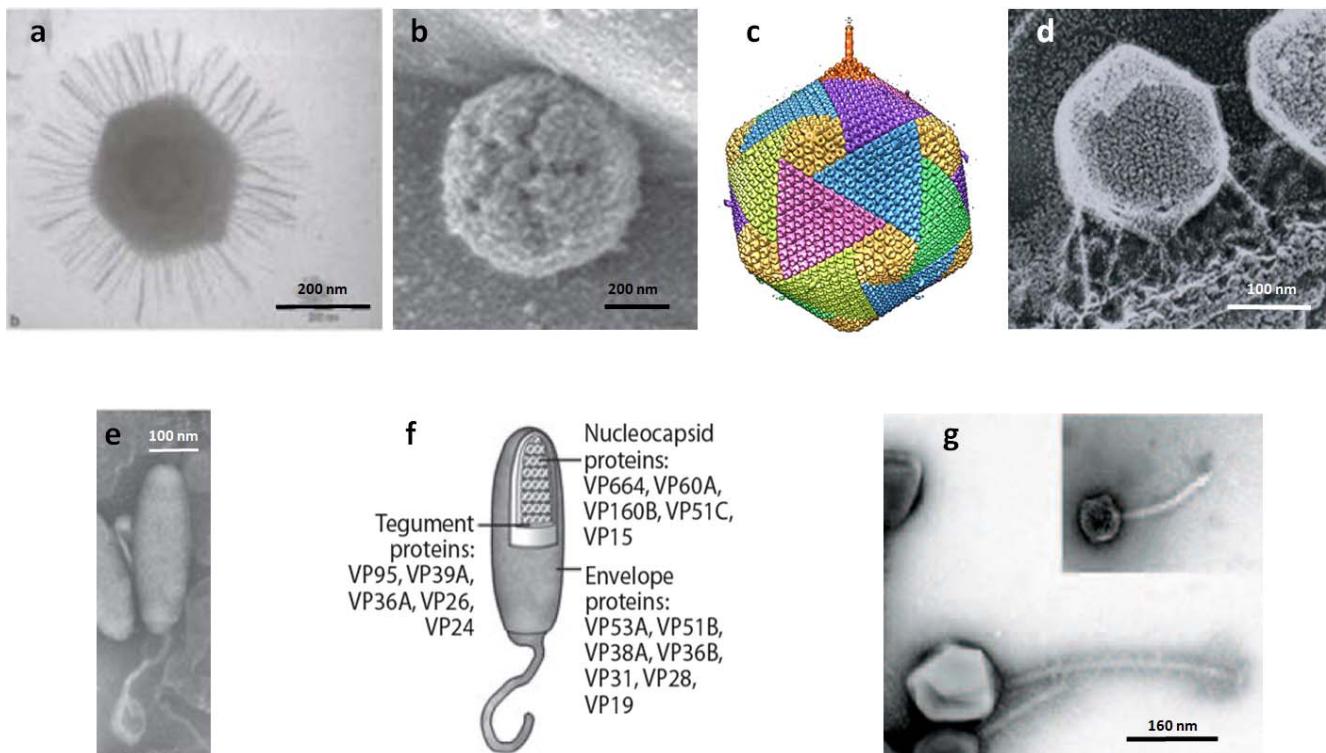 a
200 nm
b
b
200 nm
c
d
100 nm
e
100 nm
f
Nucleocapsid
proteins:
VP664, VP60A,
VP160B, VP51C,
VP15
Tegument
proteins:
VP95, VP39A,
VP36A, VP26,
VP24
Envelope
proteins:
VP53A, VP51B,
VP38A, VP36B,
VP31, VP28,
VP19
g
160 nm